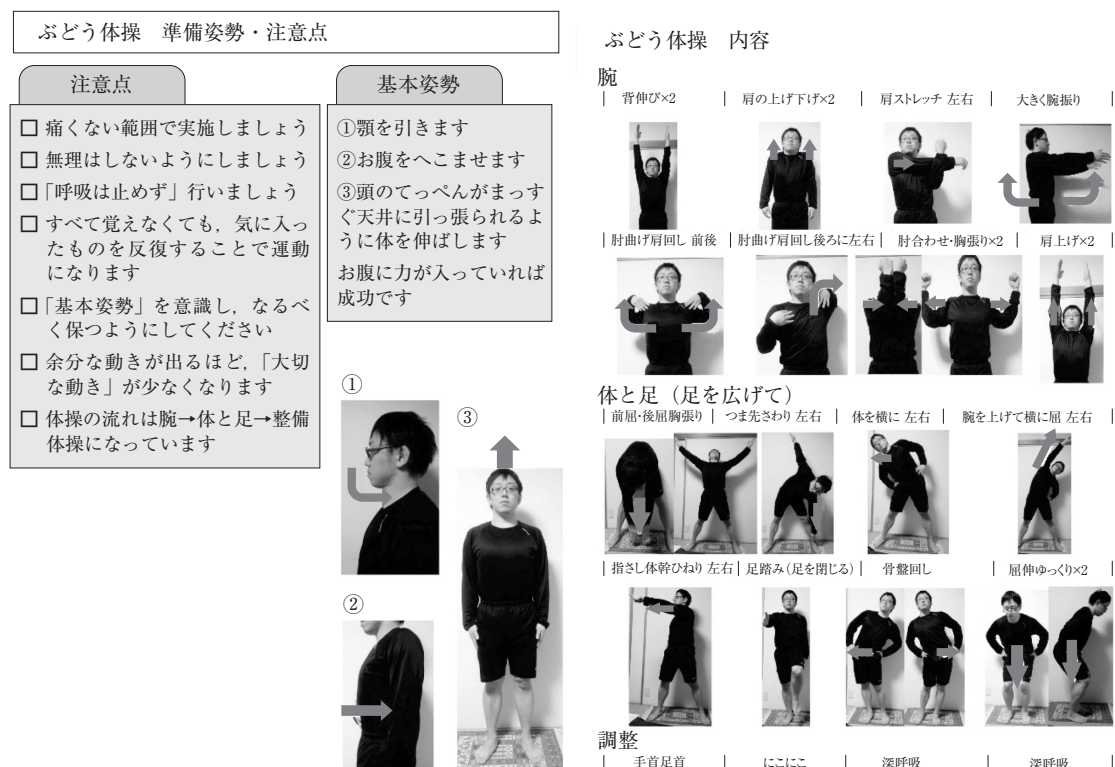 ぶどう体操　準備姿勢・注意点
注意点
□ 痛くない範囲で実施しましょう
□ 無理はしないようにしましょう
□「呼吸は止めず」行いましょう
□ すべて覚えなくても，気に入っ
たものを反復することで運動
になります
□「基本姿勢」を意識し，なるべ
く保つようにしてください
□ 余分な動きが出るほど，「大切
な動き」が少なくなります
□ 体操の流れは腕→体と足→整備
体操になっています
基本姿勢
①顎を引きます
②お腹をへこませます
③頭のてっぺんがまっす
ぐ天井に引っ張られるよ
うに体を伸ばします
お腹に力が入っていれば
成功です
①
③
②
ぶどう体操　内容
腕
背伸び×2
肩の上げ下げ×2
肩ストレッチ 左右
大きく腕振り
肘曲げ肩回し 前後
肘曲げ肩回し後ろに左右
肘合わせ・胸張り×2
肩上げ×2
体と足（足を広げて）
前屈・後屈胸張り
つま先さわり 左右
体を横に 左右
腕を上げて横に屈 左右
指さし体幹ひねり 左右
足踏み（足を閉じる）
骨盤回し
屈伸ゆっくり×2
調整
手首足首
にこにこ
深呼吸
深呼吸